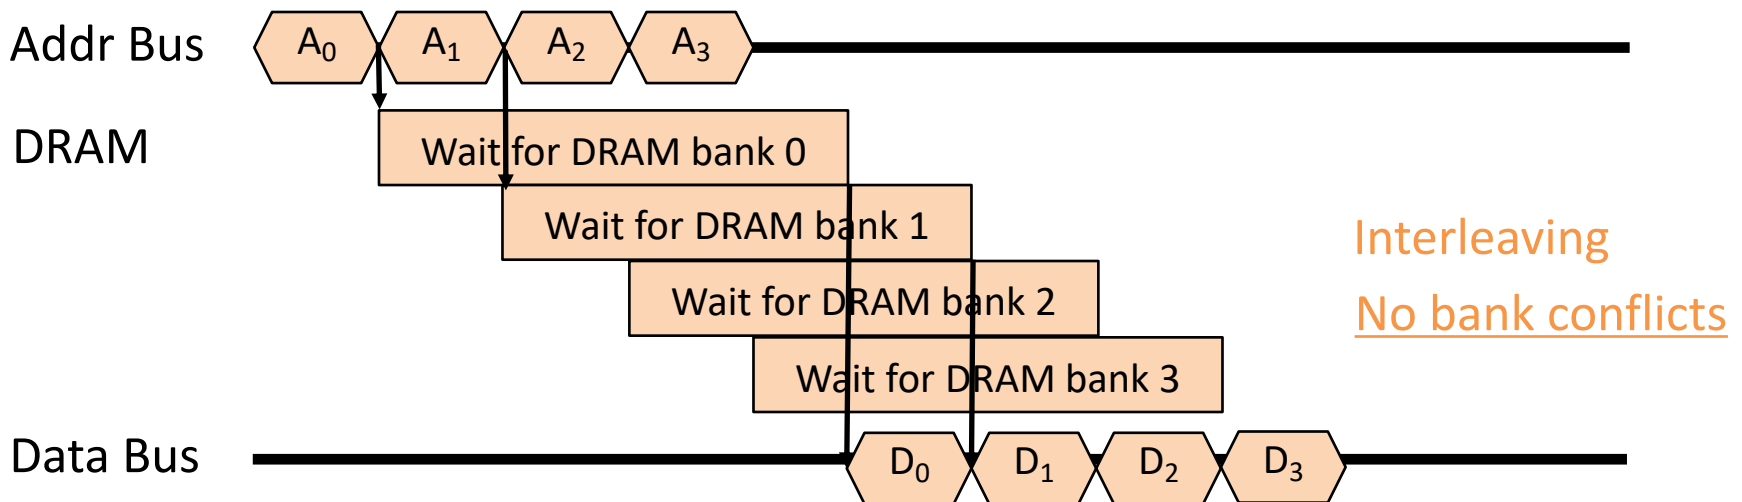 Addr Bus
A₀ A₁ A₂ A₃
DRAM
Wait for DRAM bank 0
Wait for DRAM bank 1
Wait for DRAM bank 2
Wait for DRAM bank 3
Interleaving
No bank conflicts
Data Bus
D₀ D₁ D₂ D₃